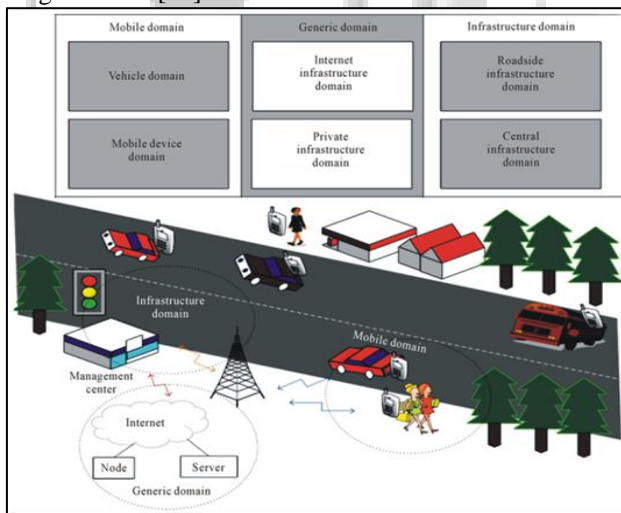 Mobile domain
Generic domain
Infrastructure domain
Vehicle domain
Internet
infrastructure
domain
Roadside
infrastructure
domain
Mobile device
domain
Private
infrastructure
domain
Central
infrastructure
domain
Infrastructure
domain
Mobile domain
Management
center
Internet
Node
Server
Generic domain